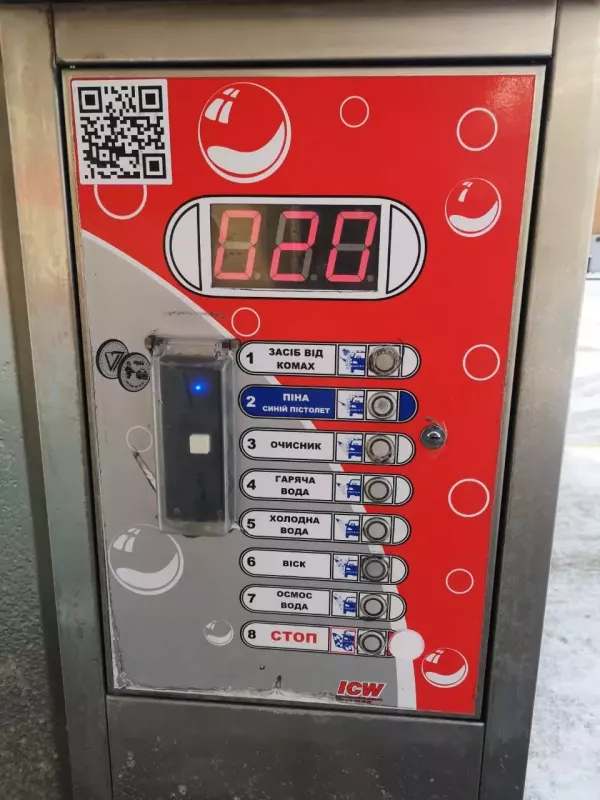 020
1 ЗАСІБ ВІД
КОМАХ
2 ПІНА
СИНІЙ ПІСТОЛЕТ
3 ОЧИСНИК
4 ГАРЯЧА
ВОДА
5 ХОЛОДНА
ВОДА
6 ВІСК
7 ОСМОС
ВОДА
8 СТОП
ICW